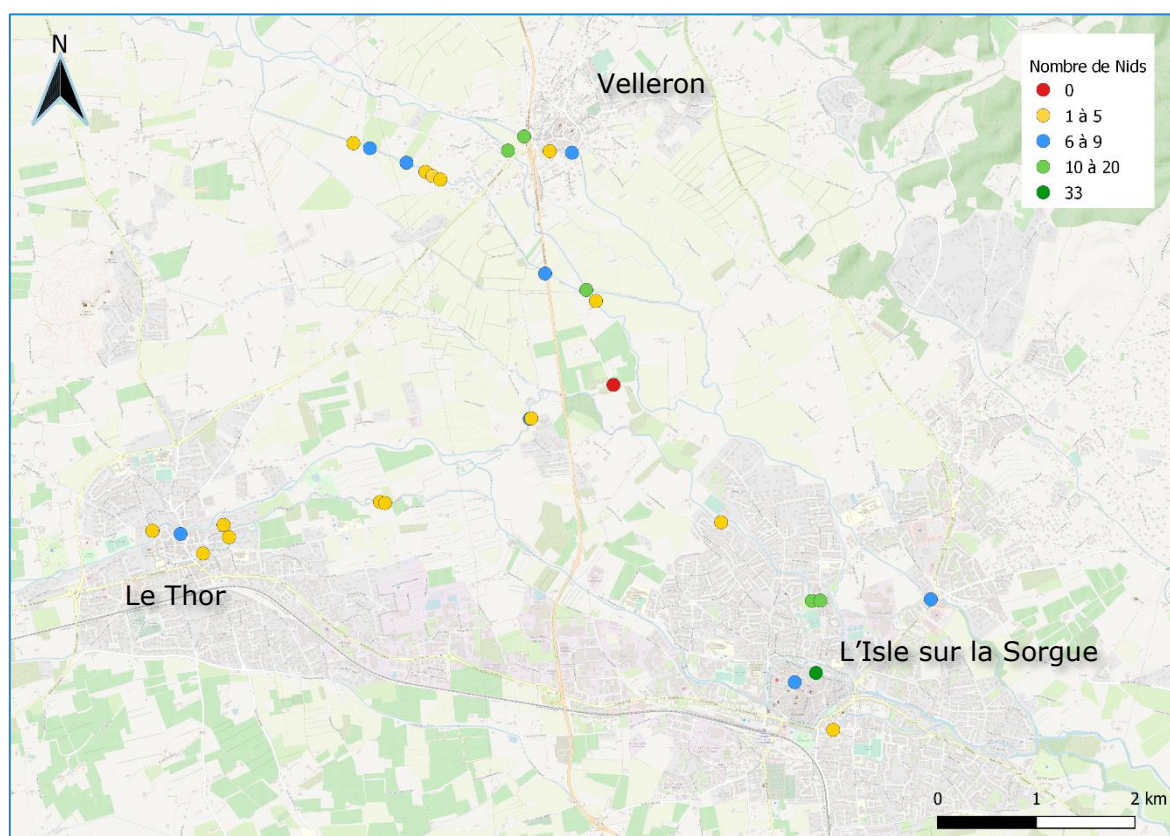 N
Velleron
Nombre de Nids
0
1 à 5
6 à 9
10 à 20
33
Le Thor
L'Isle sur la Sorgue
0 1 2 km